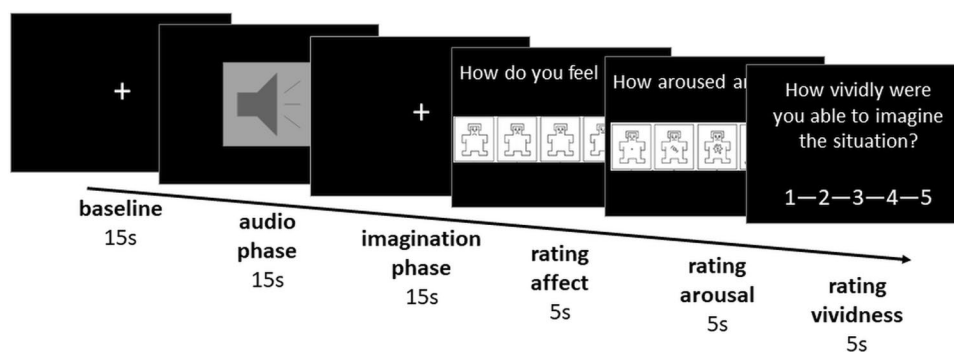 How do you feel
How aroused ar
How vividly were
you able to imagine
the situation?
1—2—3—4—5
baseline
15s
audio
phase
15s
imagination
phase
15s
rating
affect
5s
rating
arousal
5s
rating
vividness
5s